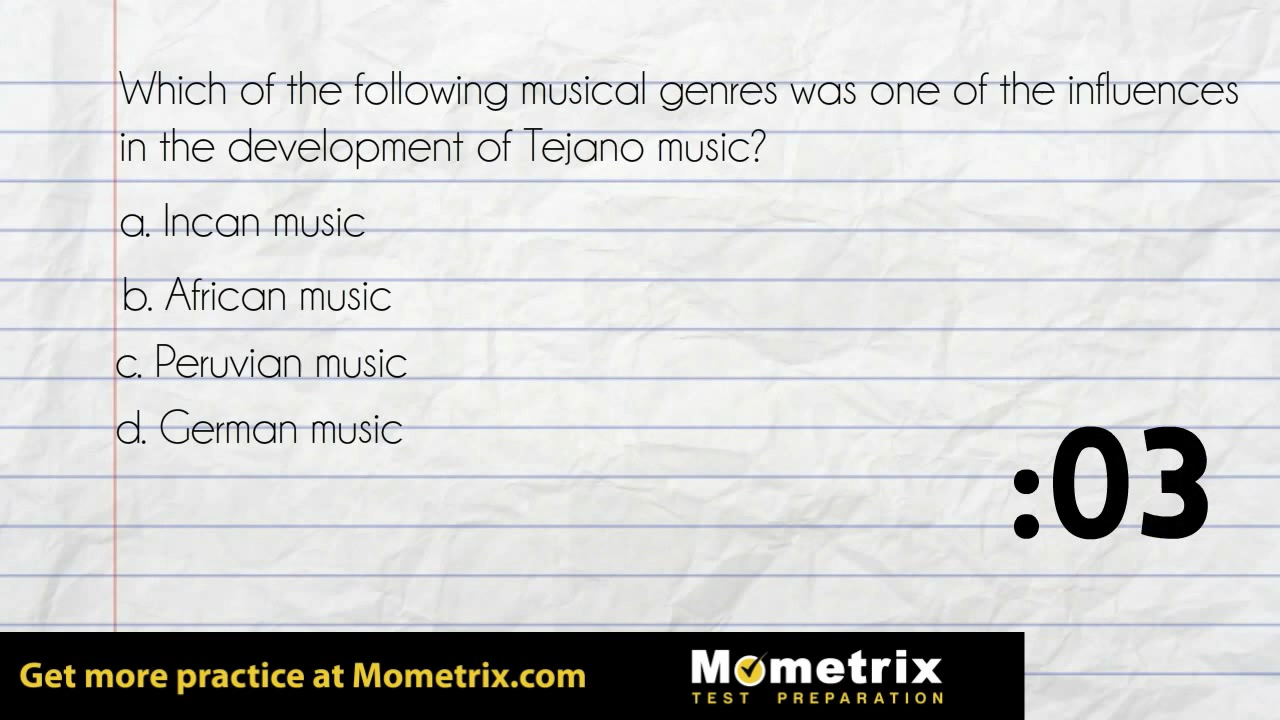 Which of the following musical genres was one of the influences
in the development of Tejano music?
a. Incan music
b. African music
c. Peruvian music
d. German music
:03
Get more practice at Mometrix.com
Mometrix
TEST PREPARATION